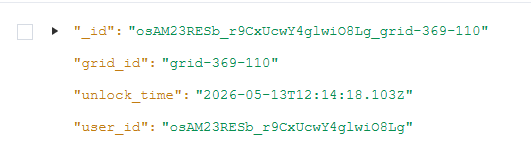 "_id": "osAM23RESb_r9CxUcwY4glwiO8Lg_grid-369-110"
"grid_id": "grid-369-110"
"unlock_time": "2026-05-13T12:14:18.103Z"
"user_id": "osAM23RESb_r9CxUcwY4glwiO8Lg"